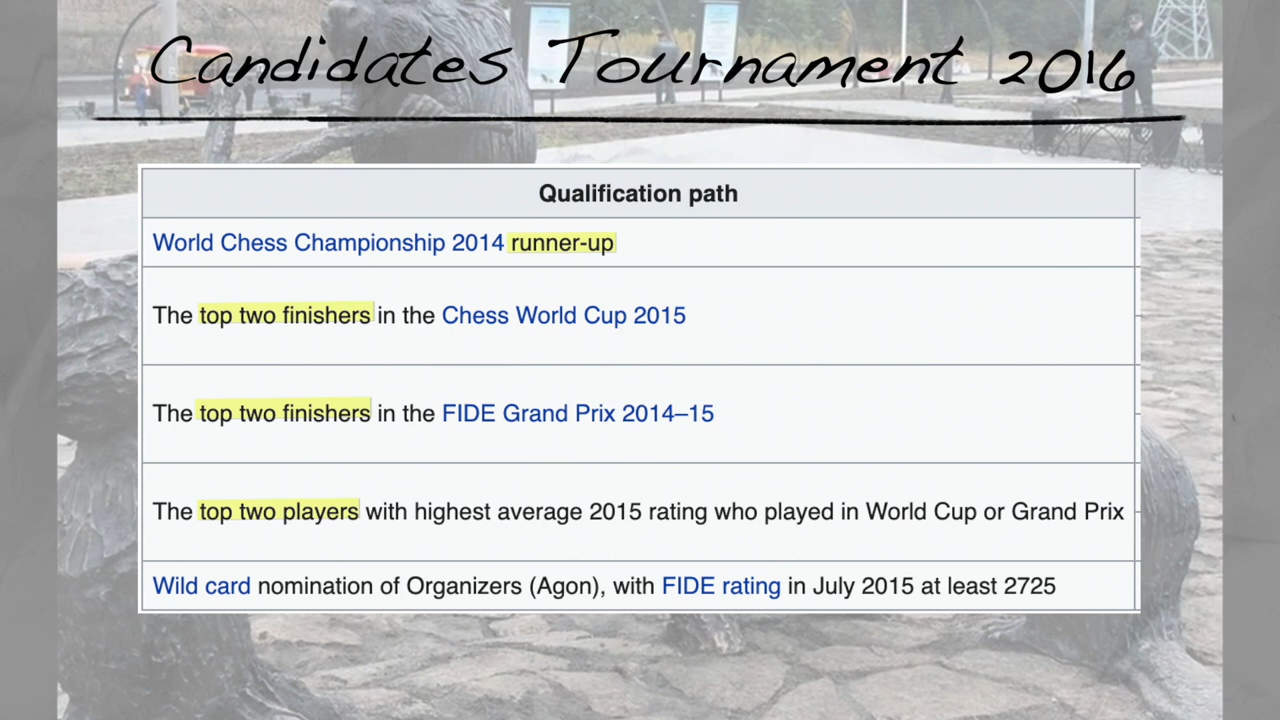 Candidates Tournament 2016
Qualification path
World Chess Championship 2014 runner-up
The top two finishers in the Chess World Cup 2015
The top two finishers in the FIDE Grand Prix 2014–15
The top two players with highest average 2015 rating who played in World Cup or Grand Prix
Wild card nomination of Organizers (Agon), with FIDE rating in July 2015 at least 2725